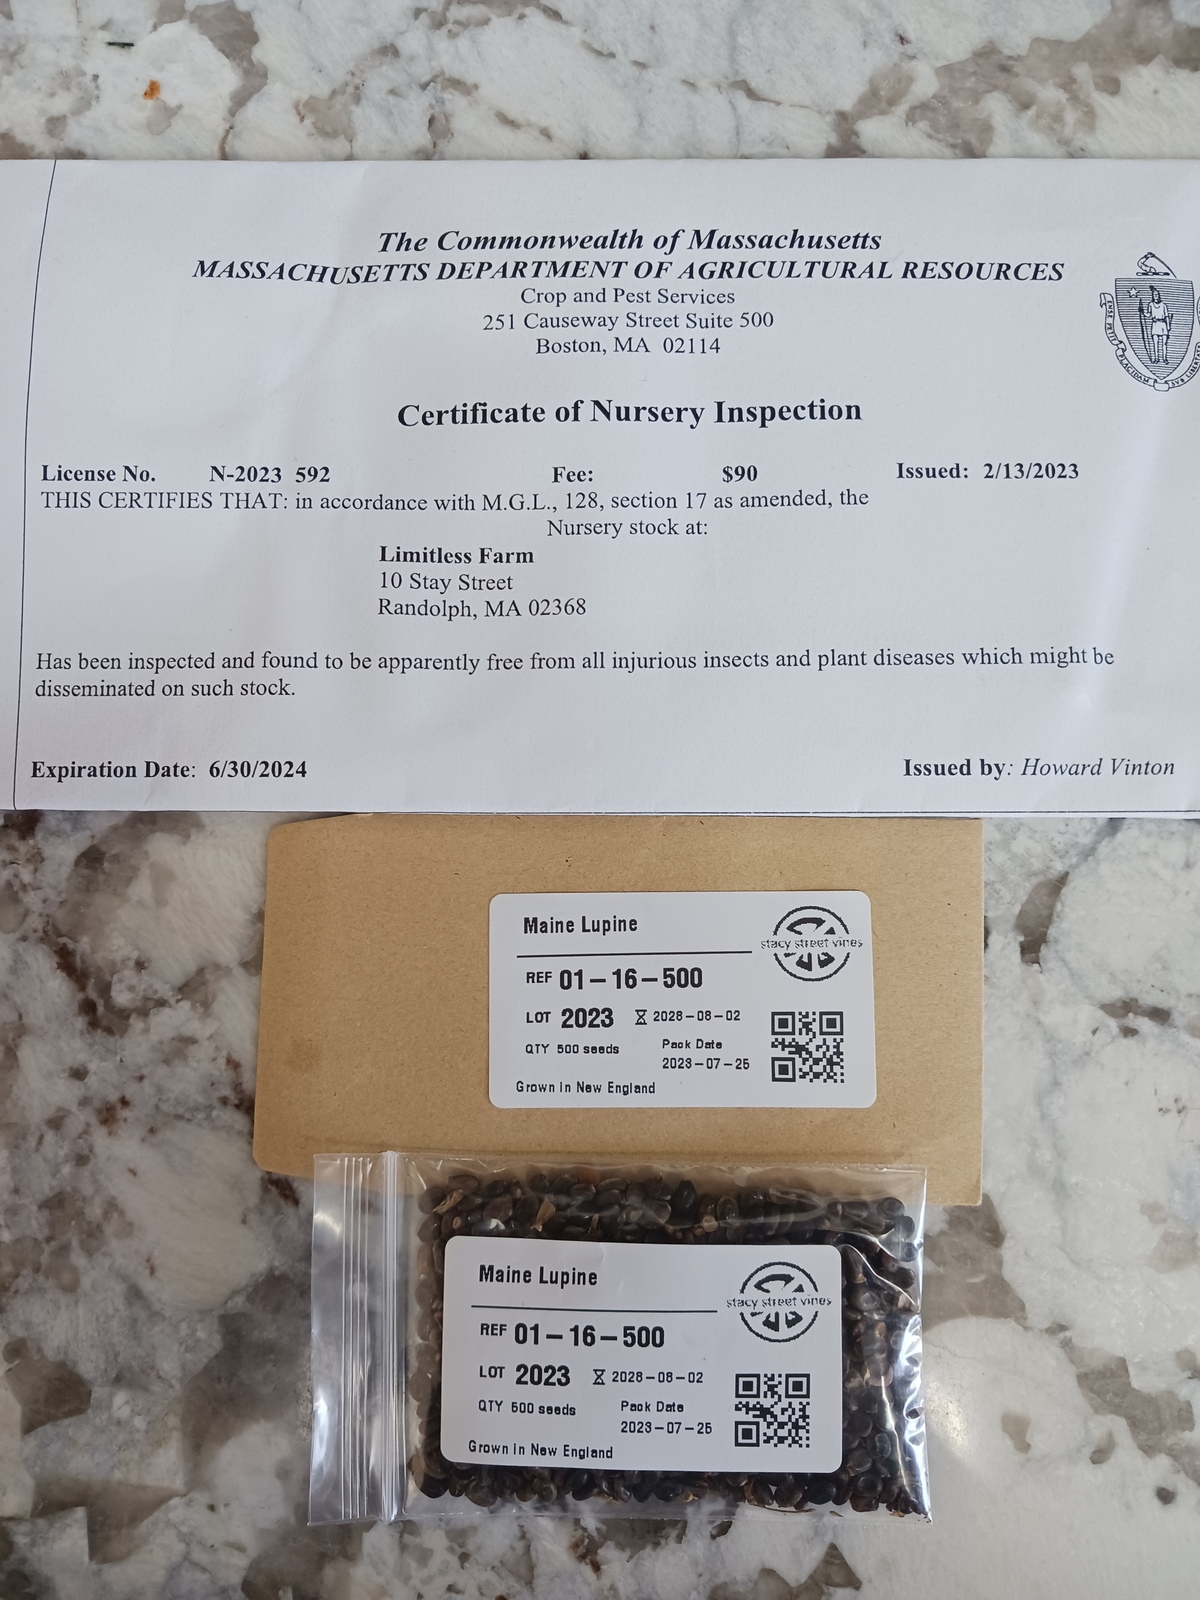 The Commonwealth of Massachusetts
MASSACHUSETTS DEPARTMENT OF AGRICULTURAL RESOURCES
Crop and Pest Services
251 Causeway Street Suite 500
Boston, MA 02114
ENSE PETIT PLACIDAM SVB LIBERTATE
Certificate of Nursery Inspection
License No. N-2023 592 Fee: $90 Issued: 2/13/2023
THIS CERTIFIES THAT: in accordance with M.G.L., 128, section 17 as amended, the
Nursery stock at:
Limitless Farm
10 Stay Street
Randolph, MA 02368
Has been inspected and found to be apparently free from all injurious insects and plant diseases which might be
disseminated on such stock.
Expiration Date: 6/30/2024 Issued by: Howard Vinton
Maine Lupine
stacy street vines
REF 01-16-500
LOT 2023 2028-08-02
QTY 500 seeds Pack Date
2023-07-25
Grown in New England
Maine Lupine
stacy street vines
REF 01-16-500
LOT 2023 2028-08-02
QTY 500 seeds Pack Date
2023-07-25
Grown in New England